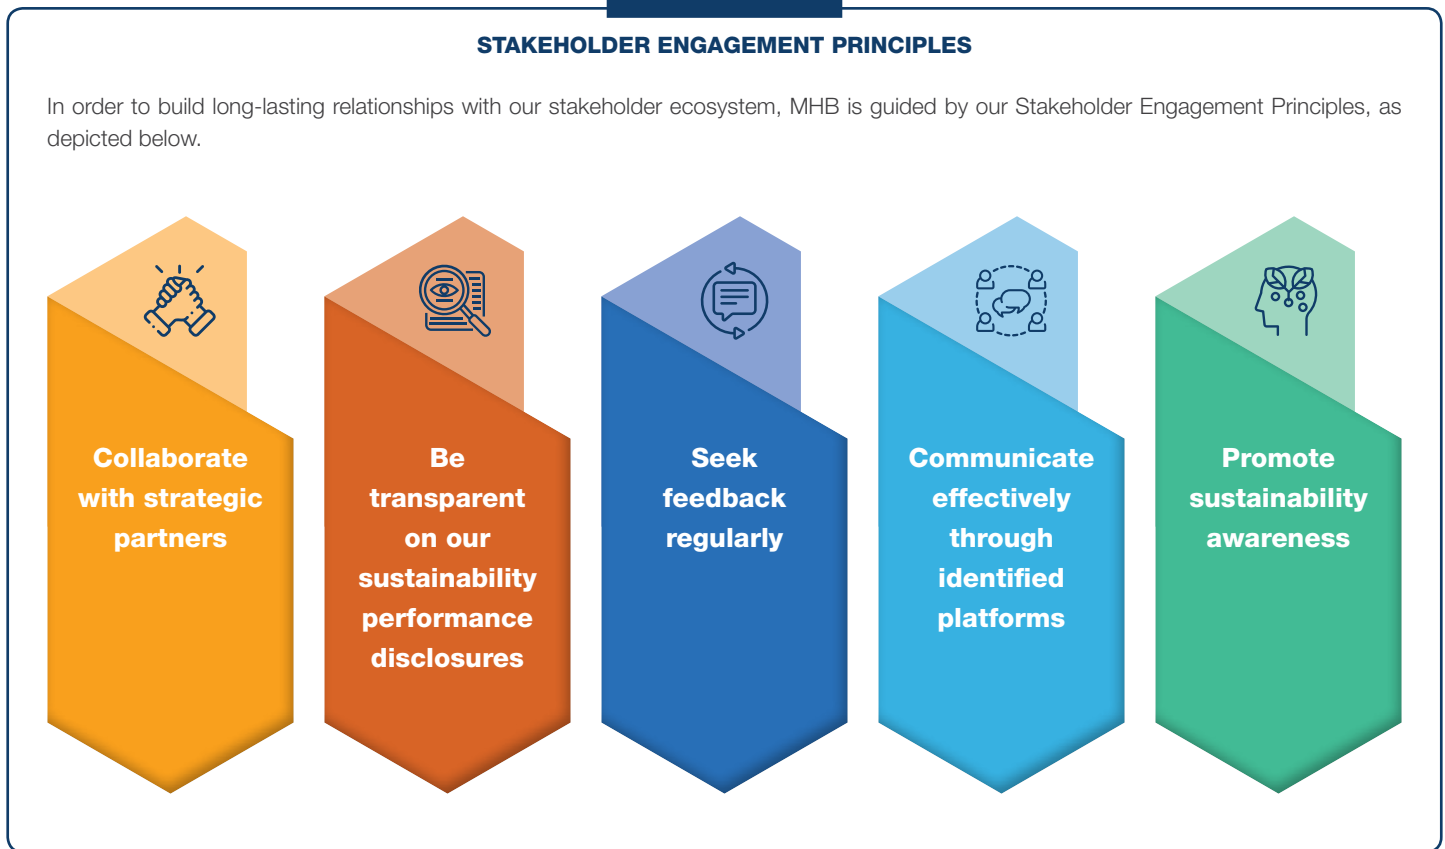 STAKEHOLDER ENGAGEMENT PRINCIPLES
In order to build long-lasting relationships with our stakeholder ecosystem, MHB is guided by our Stakeholder Engagement Principles, as
depicted below.
Collaborate
with strategic
partners
Be
transparent
on our
sustainability
performance
disclosures
Seek
feedback
regularly
Communicate
effectively
through
identified
platforms
Promote
sustainability
awareness